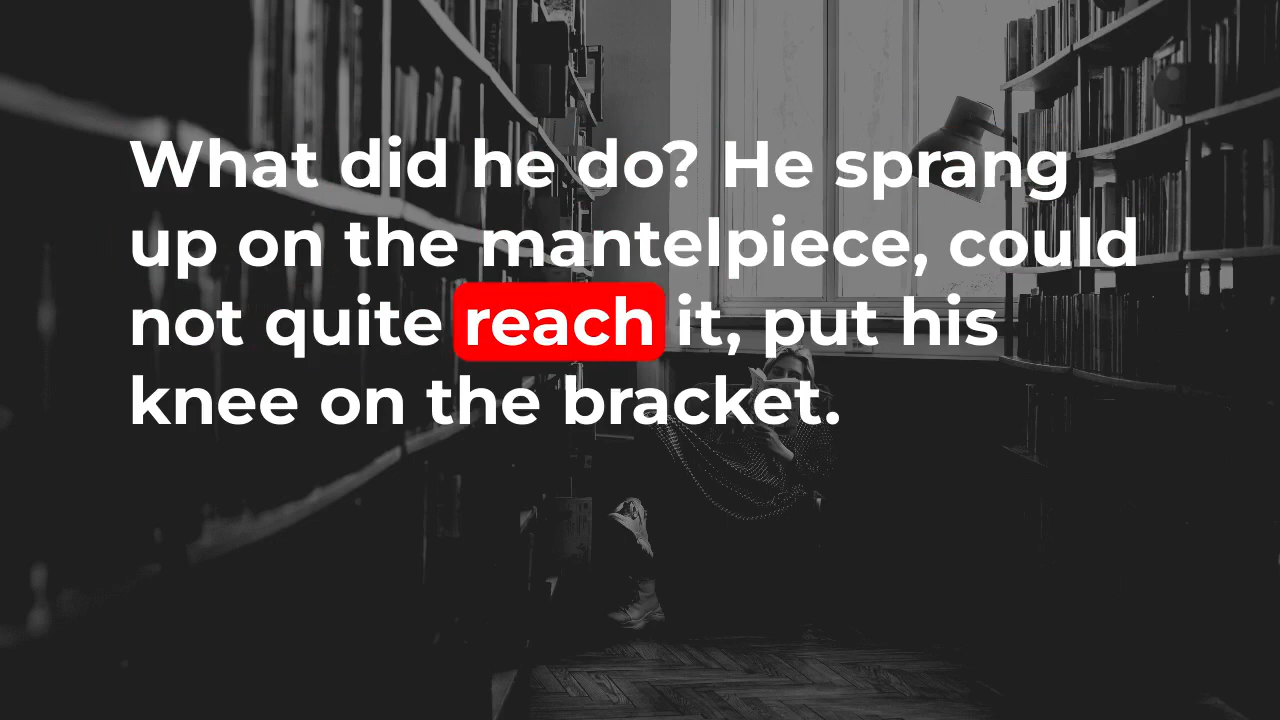 What did he do? He sprang
up on the mantelpiece, could
not quite reach it, put his
knee on the bracket.